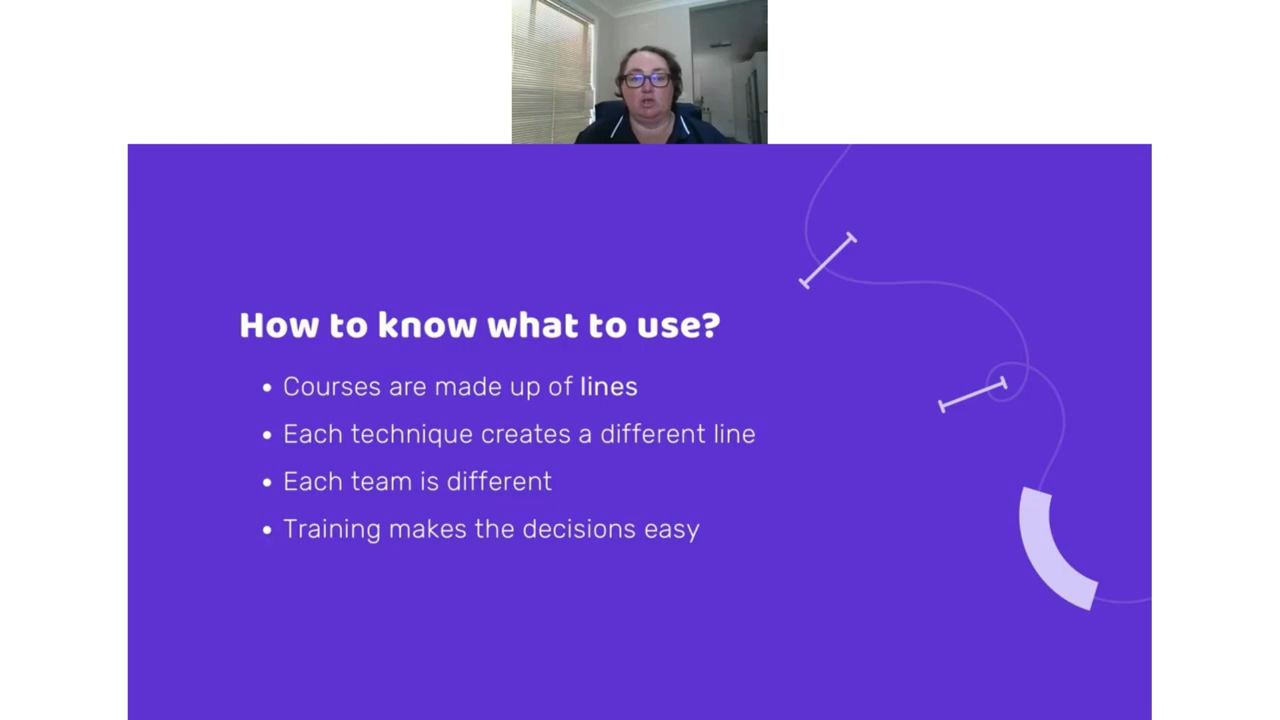 How to know what to use?
Courses are made up of lines
Each technique creates a different line
Each team is different
Training makes the decisions easy